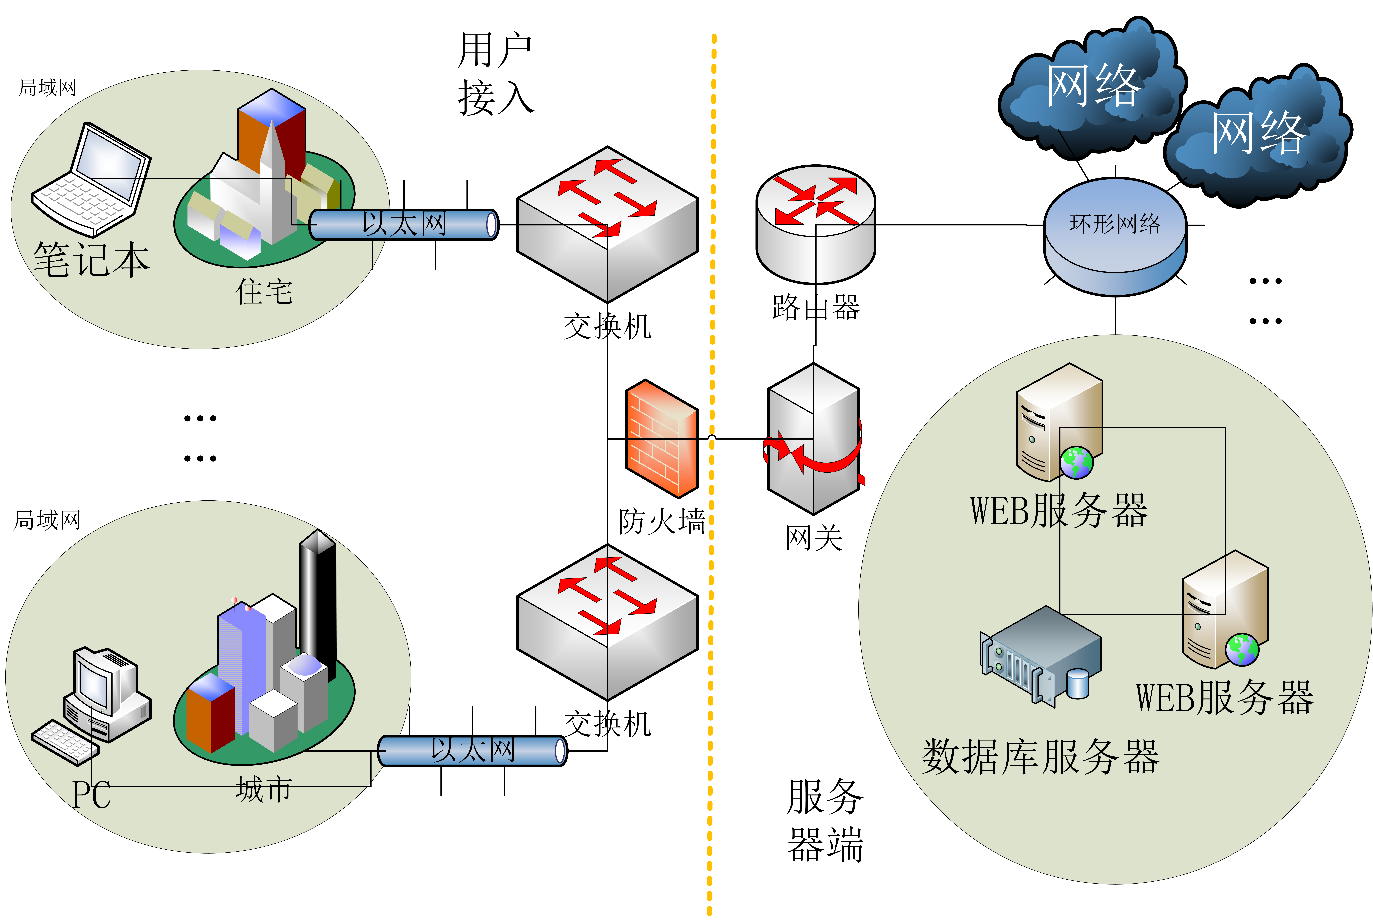 用户
接入
局域网
笔记本
住宅
以太网
交换机
...
...
局域网
PC
城市
以太网
交换机
防火墙
网络
网络
环形网络
路由器
网关
...
...
WEB服务器
WEB服务器
数据库服务器
服务
器端